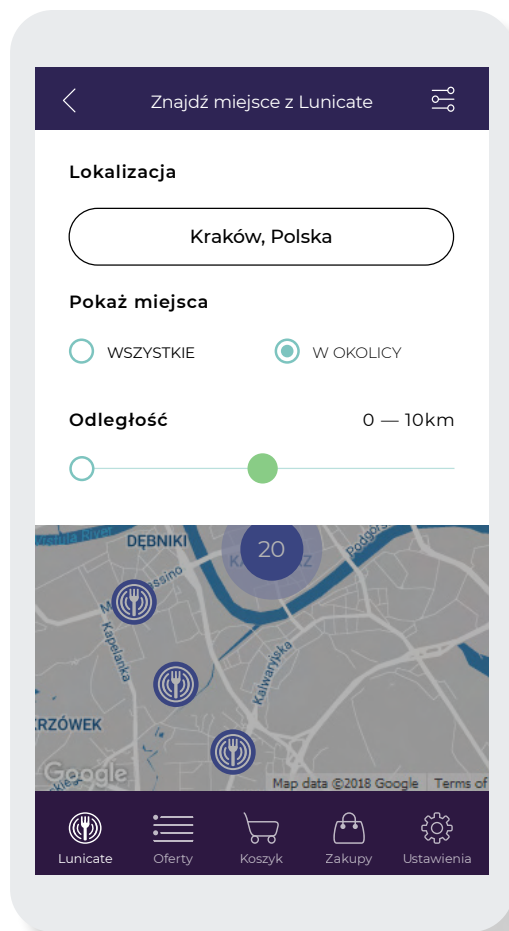 Znajdź miejsce z Lunicate
Lokalizacja
Kraków, Polska
Pokaż miejsca
WSZYSTKIE
W OKOLICY
Odległość
0 — 10km
DĘBNIKI
20
Kapelanka
Kalwaryjska
RZÓWEK
Google
Map data ©2018 Google
Terms of
Lunicate
Oferty
Koszyk
Zakupy
Ustawienia